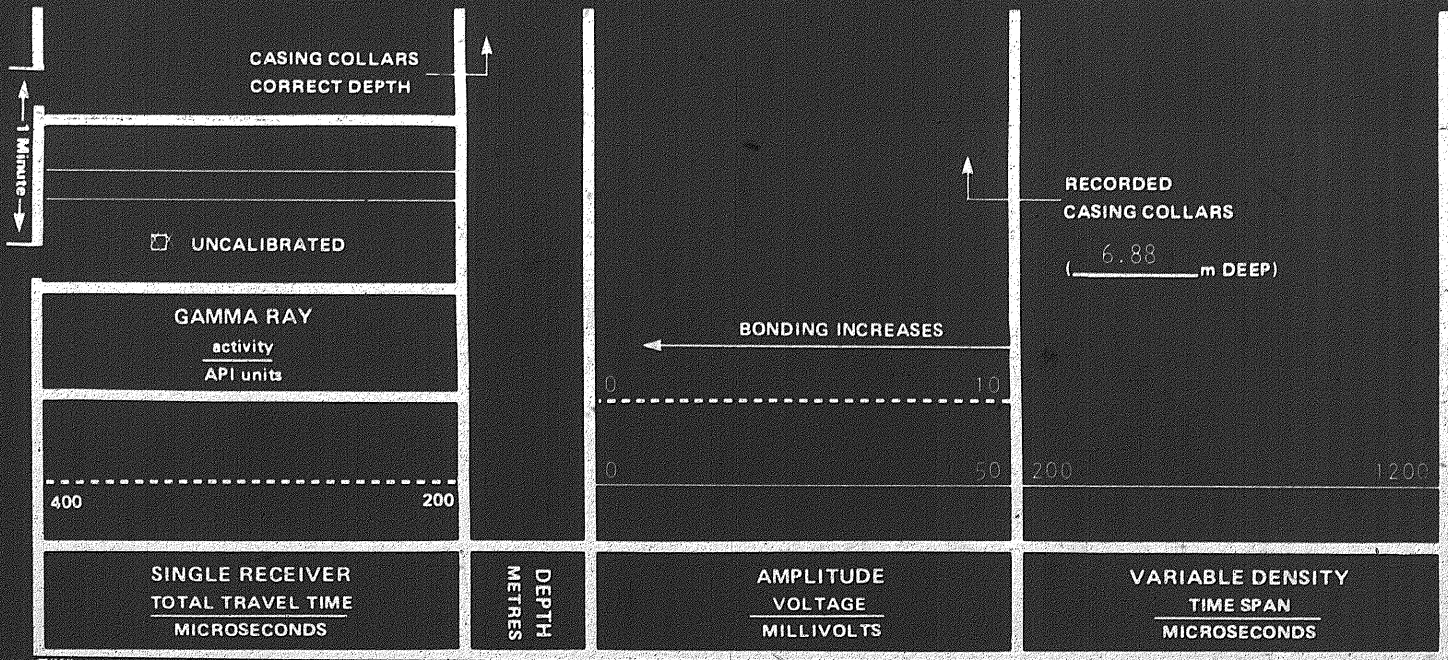 CASING COLLARS
CORRECT DEPTH
1 Minute
UNCALIBRATED
GAMMA RAY
activity
API units
400 200
SINGLE RECEIVER
TOTAL TRAVEL TIME
MICROSECONDS
DEPTH
METRES
BONDING INCREASES
0 10
0 50
AMPLITUDE
VOLTAGE
MILLIVOLTS
RECORDED
CASING COLLARS
(6.88 m DEEP)
200 1200
VARIABLE DENSITY
TIME SPAN
MICROSECONDS